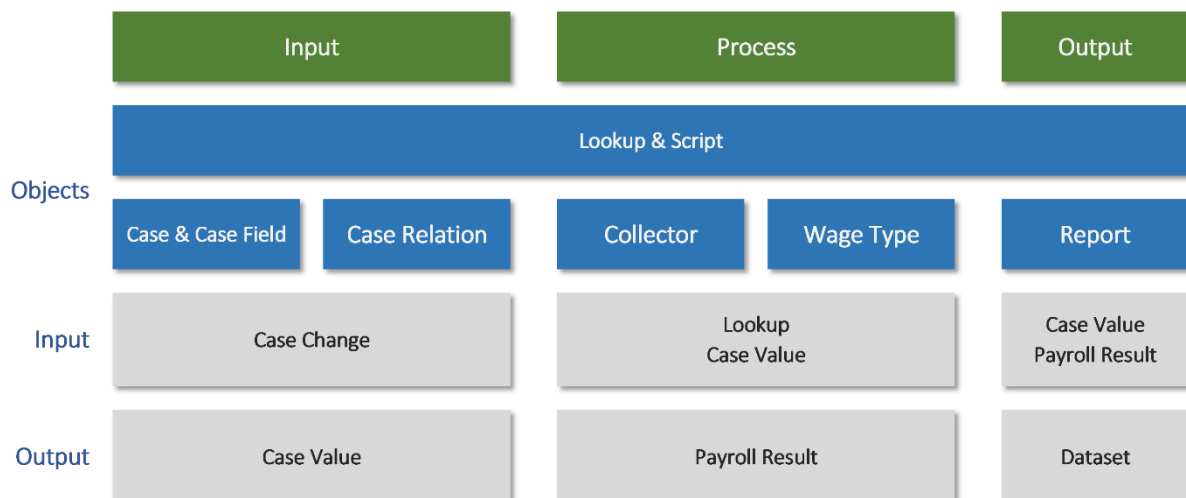 Input
Process
Output
Lookup & Script
Objects
Case & Case Field
Case Relation
Collector
Wage Type
Report
Input
Case Change
Lookup
Case Value
Case Value
Payroll Result
Output
Case Value
Payroll Result
Dataset